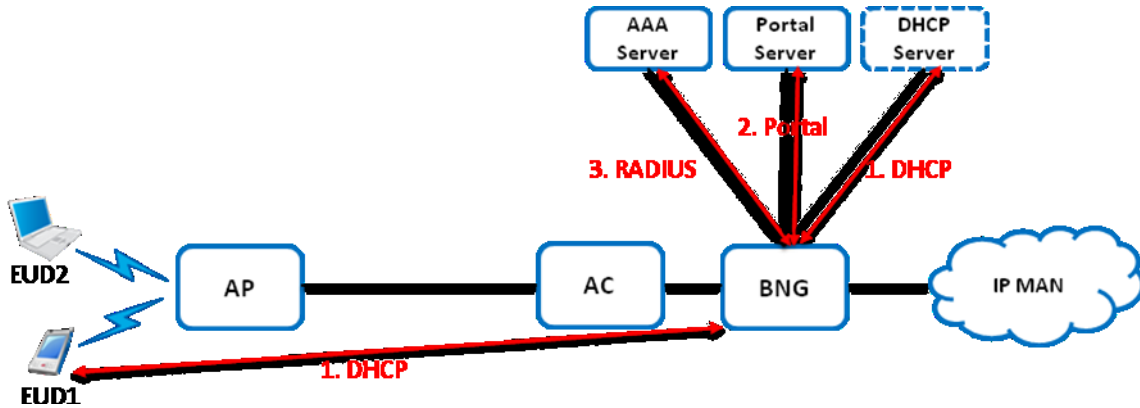 AAA
Server
Portal
Server
DHCP
Server
2. Portal
3. RADIUS
1. DHCP
EUD2
AP
AC
BNG
IP MAN
1. DHCP
EUD1